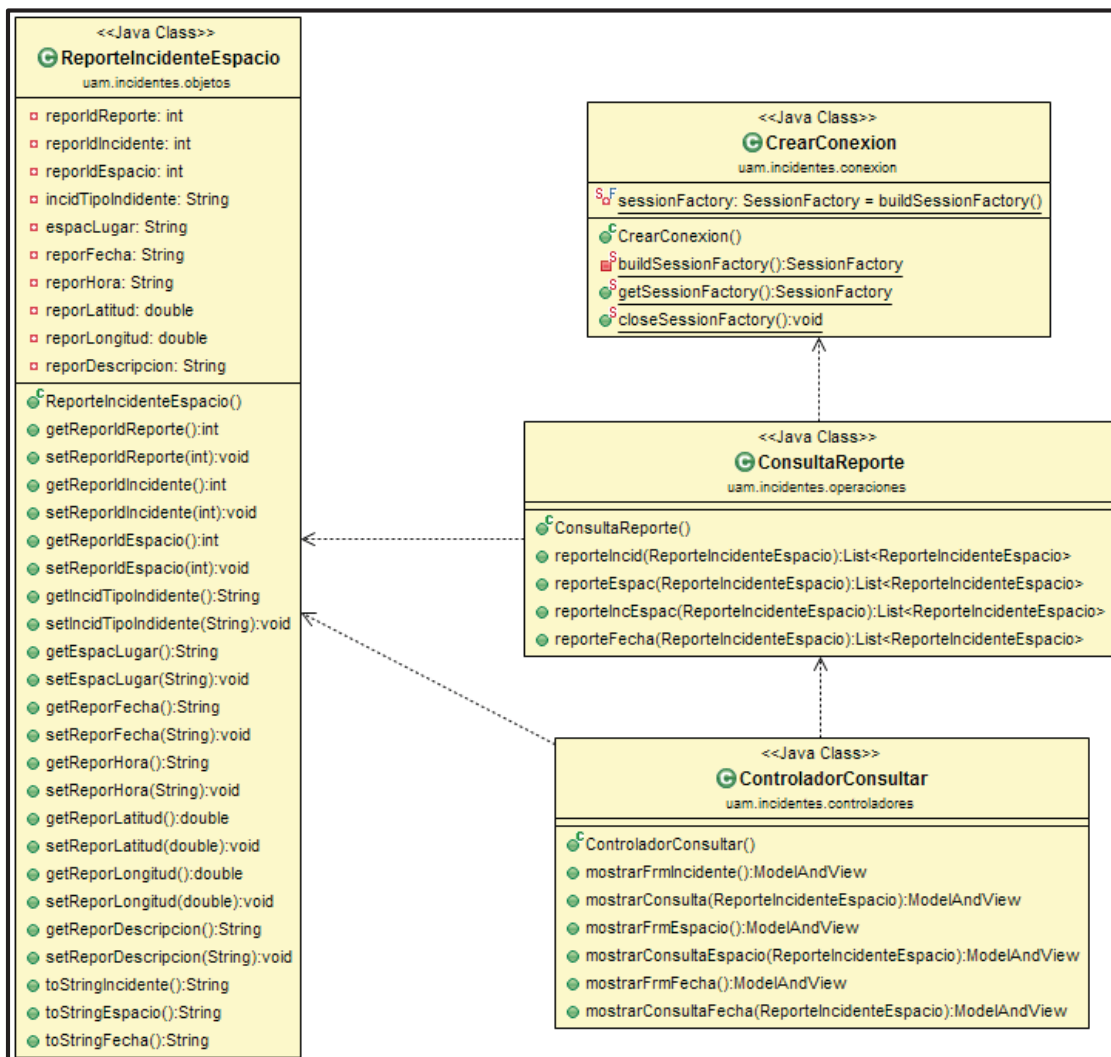 <<Java Class>>
ReporteIncidenteEspacio
uam.incidentes.objetos
reporIdReporte: int
reporIdIncidente: int
reporIdEspacio: int
incidTipoIndidente: String
espacLugar: String
reporFecha: String
reporHora: String
reporLatitud: double
reporLongitud: double
reporDescripcion: String
ReporteIncidenteEspacio()
getReporIdReporte():int
setReporIdReporte(int):void
getReporIdIncidente():int
setReporIdIncidente(int):void
getReporIdEspacio():int
setReporIdEspacio(int):void
getIncidTipoIndidente():String
setIncidTipoIndidente(String):void
getEspacLugar():String
setEspacLugar(String):void
getReporFecha():String
setReporFecha(String):void
getReporHora():String
setReporHora(String):void
getReporLatitud():double
setReporLatitud(double):void
getReporLongitud():double
setReporLongitud(double):void
getReporDescripcion():String
setReporDescripcion(String):void
toStringIncidente():String
toStringEspacio():String
toStringFecha():String
<<Java Class>>
CrearConexion
uam.incidentes.conexion
sessionFactory: SessionFactory = buildSessionFactory()
CrearConexion()
buildSessionFactory():SessionFactory
getSessionFactory():SessionFactory
closeSessionFactory():void
<<Java Class>>
ConsultaReporte
uam.incidentes.operaciones
ConsultaReporte()
reporteIncid(ReporteIncidenteEspacio):List<ReporteIncidenteEspacio>
reporteEspac(ReporteIncidenteEspacio):List<ReporteIncidenteEspacio>
reporteIncEspac(ReporteIncidenteEspacio):List<ReporteIncidenteEspacio>
reporteFecha(ReporteIncidenteEspacio):List<ReporteIncidenteEspacio>
<<Java Class>>
ControladorConsultar
uam.incidentes.controladores
ControladorConsultar()
mostrarFrmIncidente():ModelAndView
mostrarConsulta(ReporteIncidenteEspacio):ModelAndView
mostrarFrmEspacio():ModelAndView
mostrarConsultaEspacio(ReporteIncidenteEspacio):ModelAndView
mostrarFrmFecha():ModelAndView
mostrarConsultaFecha(ReporteIncidenteEspacio):ModelAndView